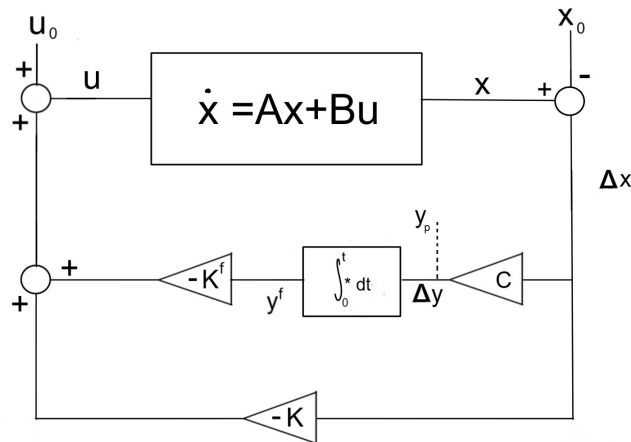 u₀
x₀
+
-
u
ẋ =Ax+Bu
x
+
+
Δx
yₚ
+
-Kᶠ
∫₀ᵗ * dt
C
yᶠ
Δy
+
-K